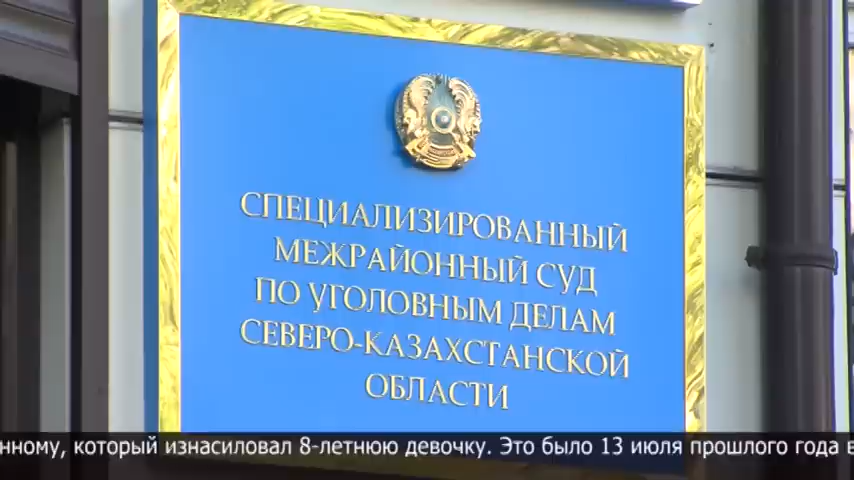 СПЕЦИАЛИЗИРОВАННЫЙ
МЕЖРАЙОННЫЙ СУД
ПО УГОЛОВНЫМ ДЕЛАМ
СЕВЕРО-КАЗАХСТАНСКОЙ
ОБЛАСТИ
нному, который изнасиловал 8-летнюю девочку. Это было 13 июля прошлого года в